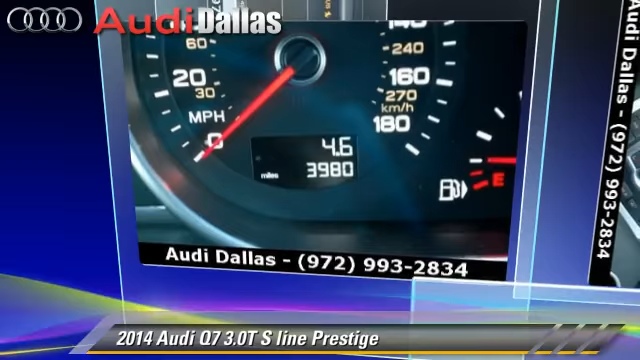 Audi Dallas
140
60
240
20
160
30
270
MPH
km/h
180
0
4.6
miles 3980
E
Audi Dallas - (972) 993-2834
Audi Dallas - (972) 993-2834
2014 Audi Q7 3.0T S line Prestige